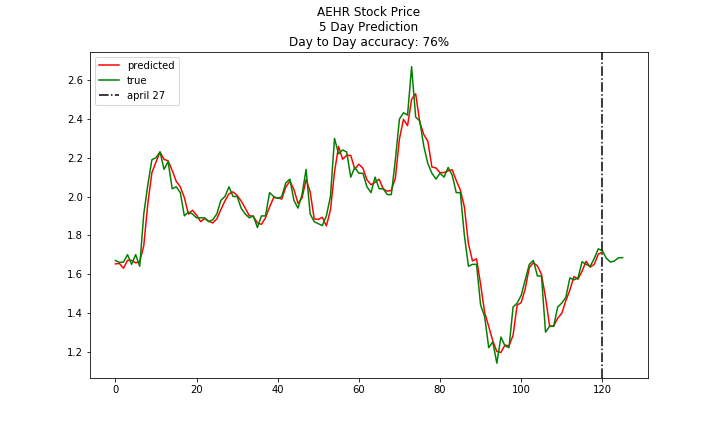 AEHR Stock Price
5 Day Prediction
Day to Day accuracy: 76%
predicted
true
april 27
2.6
2.4
2.2
2.0
1.8
1.6
1.4
1.2
0 20 40 60 80 100 120